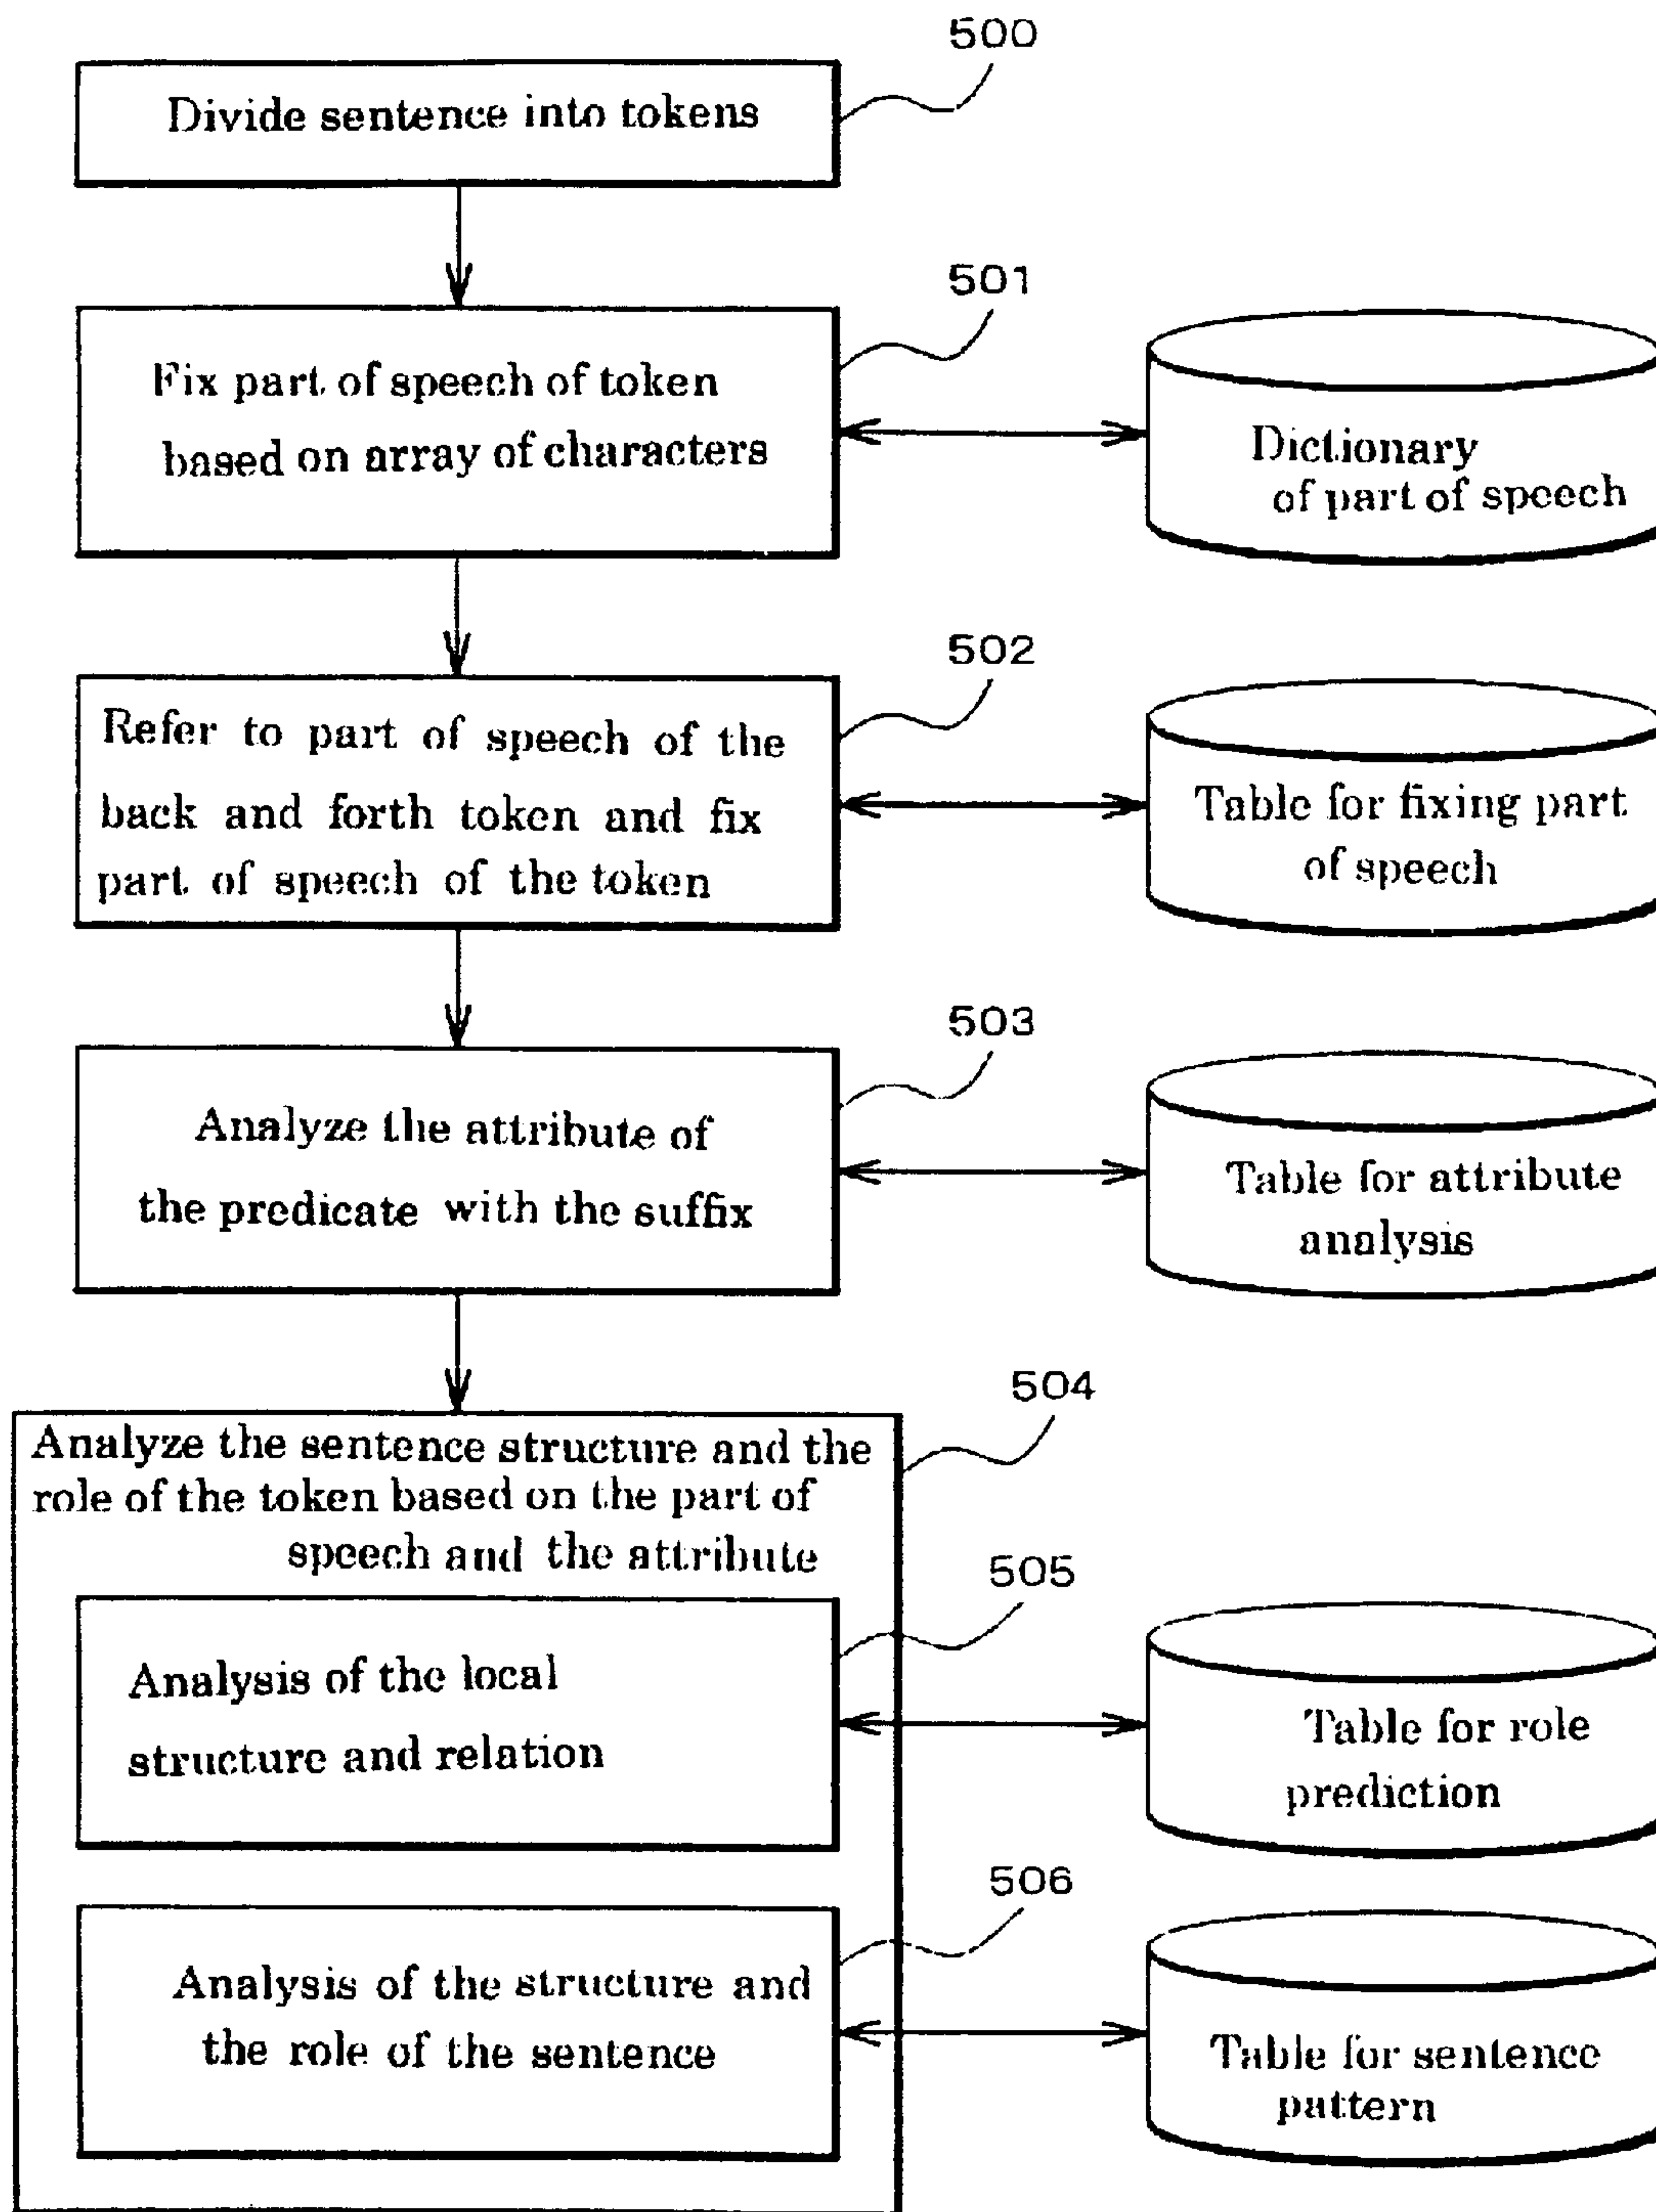 500
Divide sentence into tokens
501
Fix part of speech of token
based on array of characters
Dictionary
of part of speech
502
Refer to part of speech of the
back and forth token and fix
part of speech of the token
Table for fixing part
of speech
503
Analyze the attribute of
the predicate with the suffix
Table for attribute
analysis
504
Analyze the sentence structure and the
role of the token based on the part of
speech and the attribute
505
Analysis of the local
structure and relation
Table for role
prediction
506
Analysis of the structure and
the role of the sentence
Table for sentence
pattern